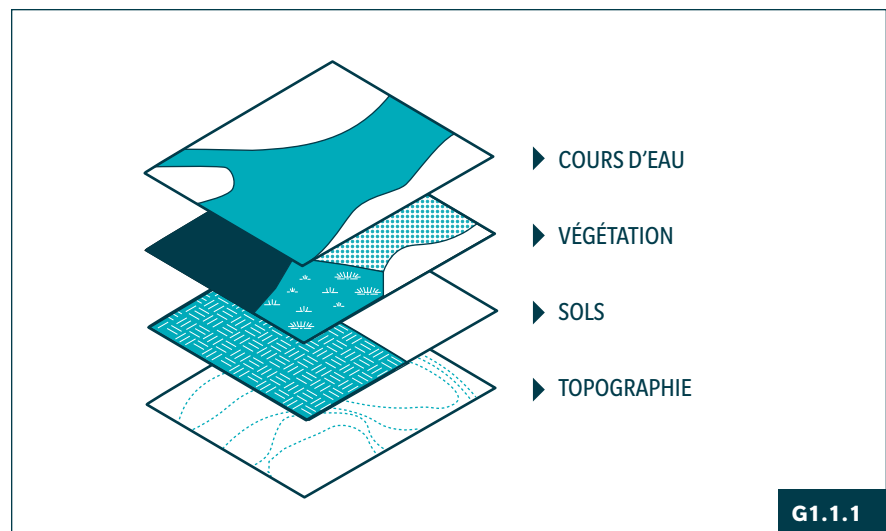 COURS D'EAU
VÉGÉTATION
SOLS
TOPOGRAPHIE
G1.1.1